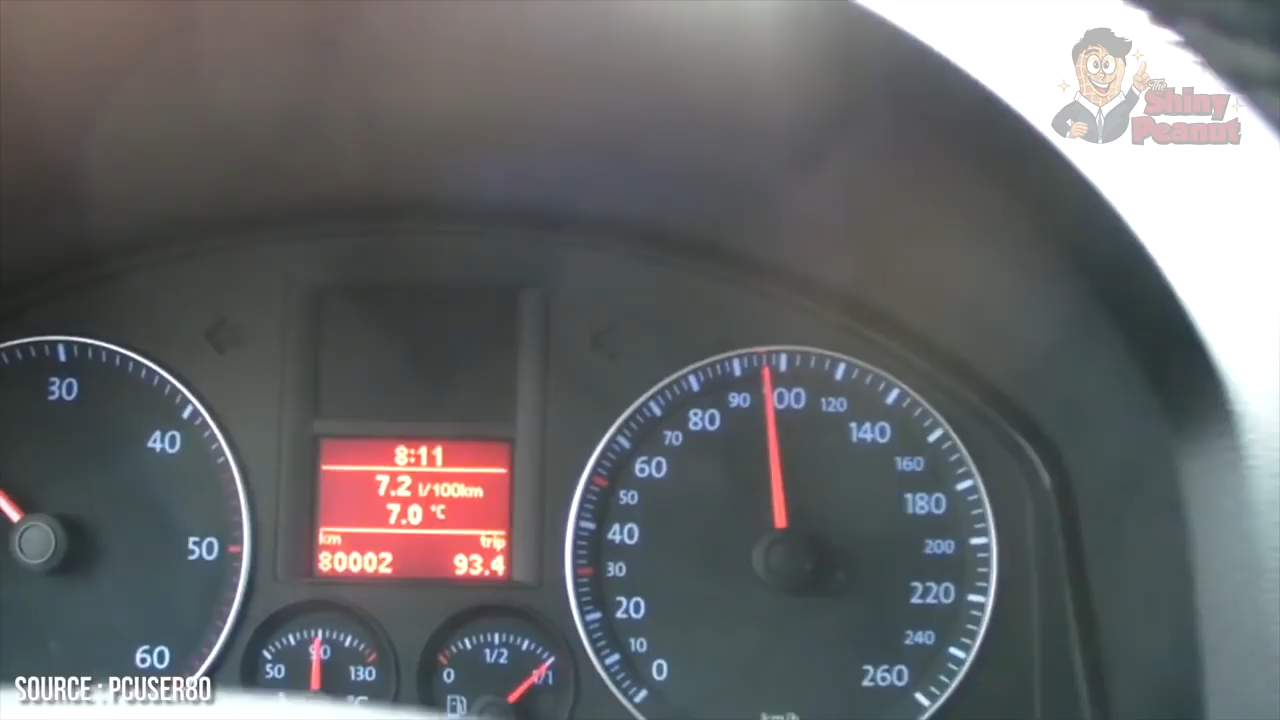 The
Shiny
Peanut
30
40
50
60
8:11
7.2 l/100km
7.0 °C
km trip
80002 93.4
50 90 130
°C
0 1/2 1/1
0
10
20
30
40
50
60
70
80
90
100
120
140
160
180
200
220
240
260
km/h
SOURCE : PCUSER80